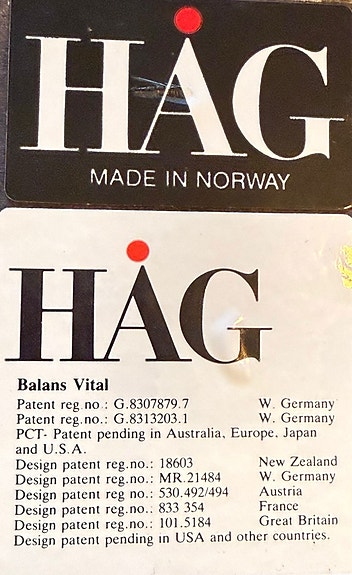 HÅG
MADE IN NORWAY
HÅG
Balans Vital
Patent reg.no.: G.8307879.7 W. Germany
Patent reg.no.: G.8313203.1 W. Germany
PCT- Patent pending in Australia, Europe, Japan
and U.S.A.
Design patent reg.no.: 18603 New Zealand
Design patent reg.no.: MR.21484 W. Germany
Design patent reg.no.: 530.492/494 Austria
Design patent reg.no.: 833 354 France
Design patent reg.no.: 101.5184 Great Britain
Design patent pending in USA and other countries.